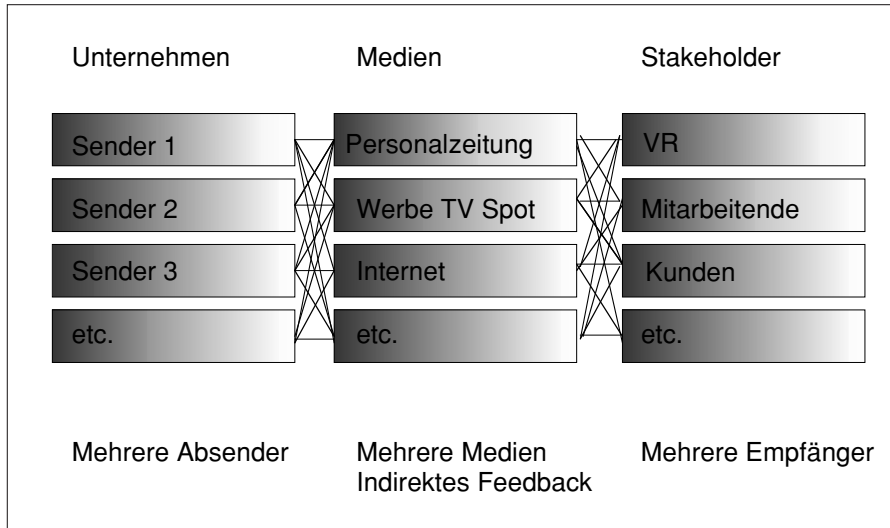 Unternehmen
Medien
Stakeholder
Sender 1
Personalzeitung
VR
Sender 2
Werbe TV Spot
Mitarbeitende
Sender 3
Internet
Kunden
etc.
etc.
etc.
Mehrere Absender
Mehrere Medien
Indirektes Feedback
Mehrere Empfänger